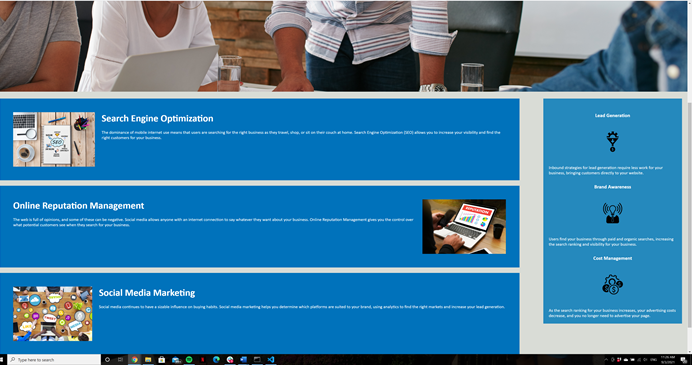 Search Engine Optimization
The dominance of mobile internet use means that users are searching for the right business as they travel, shop, or sit on their couch at home. Search Engine Optimization (SEO) allows you to increase your visibility and find the
right customers for your business.
SEO
Online Reputation Management
The web is full of opinions, and some of these can be negative. Social media allows anyone with an internet connection to say whatever they want about your business. Online Reputation Management gives you the control over
what potential customers see when they search for your business.
REPUTATION
Social Media Marketing
Social media continues to have a sizable influence on buying habits. Social media marketing helps you determine which platforms are suited to your brand, using analytics to find the right markets and increase your lead generation.
Lead Generation
Inbound strategies for lead generation require less work for your
business, bringing customers directly to your website.
Brand Awareness
Users find your business through paid and organic searches, increasing
the search ranking and visibility for your business.
Cost Management
As the search ranking for your business increases, your advertising costs
decrease, and you no longer need to advertise your page.
Type here to search
ENG